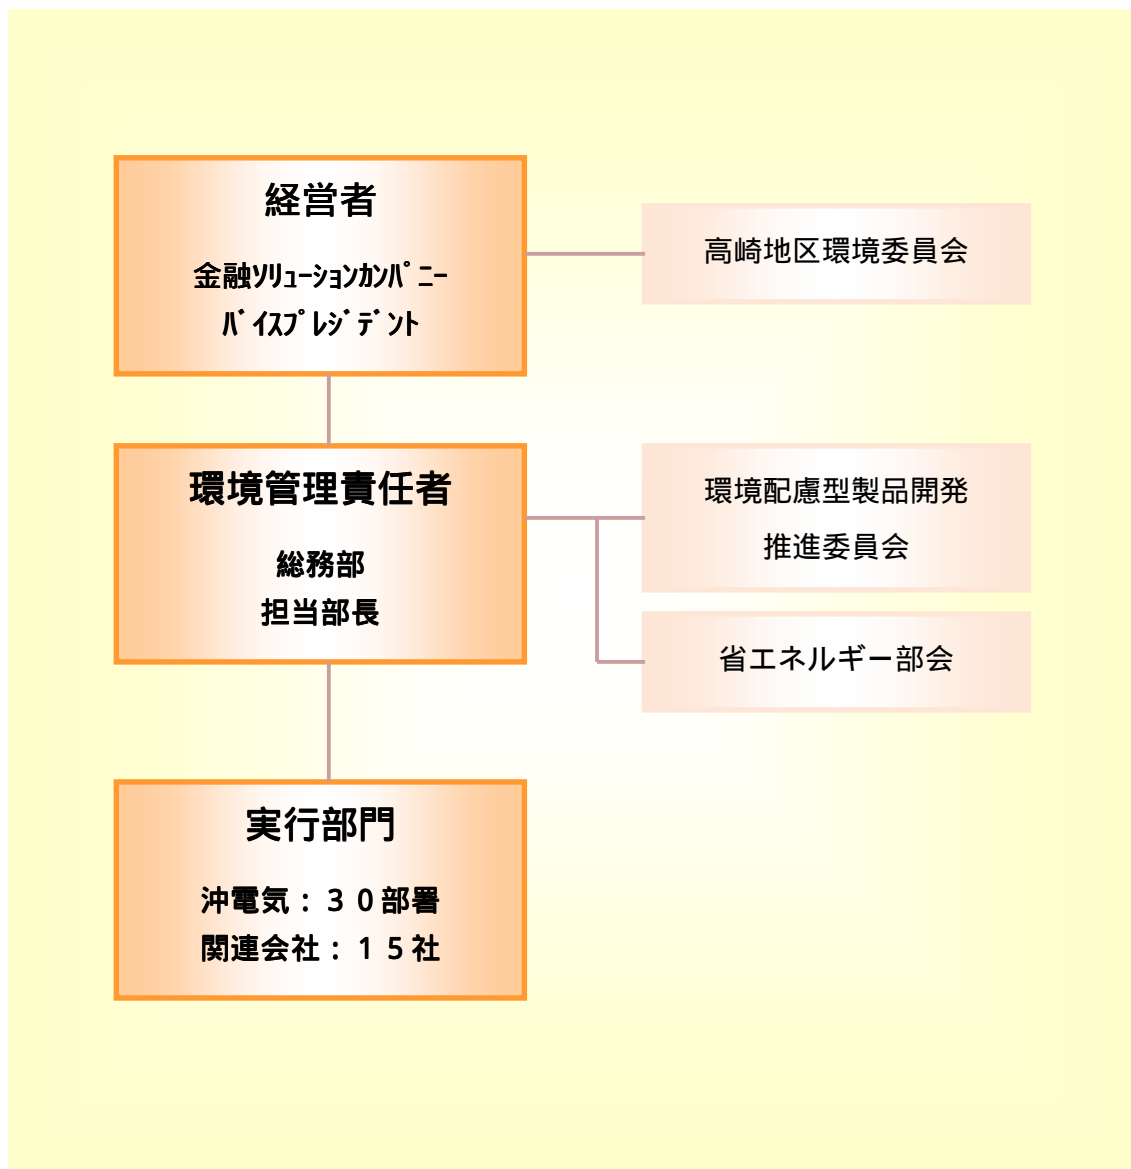 経営者
金融ｿﾘｭｰｼｮﾝｶﾝﾊﾟﾆｰ
ﾊﾞｲｽﾌﾟﾚｼﾞﾃﾞﾝﾄ
高崎地区環境委員会
環境管理責任者
総務部
担当部長
環境配慮型製品開発
推進委員会
省エネルギー部会
実行部門
沖電気：３０部署
関連会社：１５社